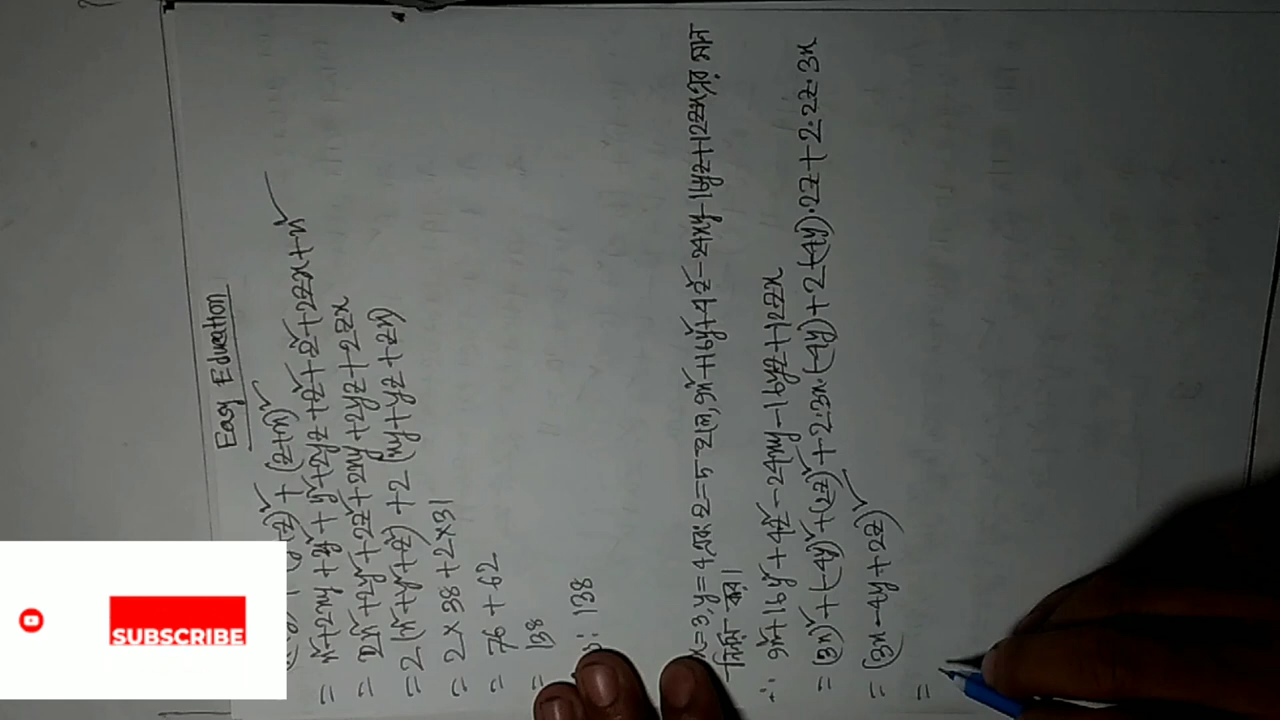 Easy Education
(y+z)² + (z+x)²
= x²+2xy+y² + y²+2yz+z²+z²+2zx+x²
= 2x²+2y²+2z²+2xy+2yz+2zx
= 2(x²+y²+z²) +2(xy+yz+zx)
= 2×38+2×31
= 76+62
= 138
: 138
x=3, y=4 এবং z=5 হলে, 9x²+16y²+4z²-24xy-16yz+12zx এর মান
নির্ণয় কর।
∴ 9x²+16y²+4z²-24xy-16yz+12zx
= (3x)²+(-4y)²+(2z)²+2.3x.(-4y)+2(-4y).2z+2.2z.3x
= (3x-4y+2z)²
=
SUBSCRIBE